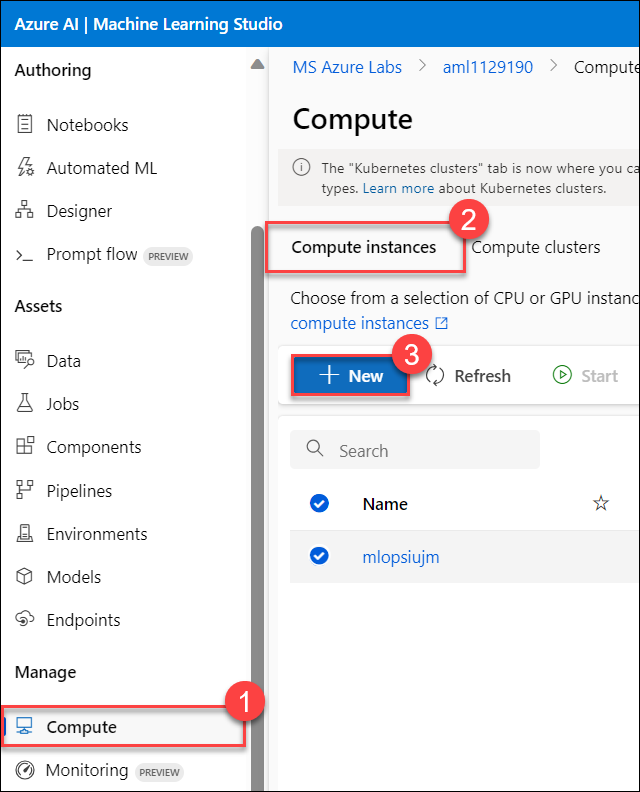 Azure AI | Machine Learning Studio
Authoring
Notebooks
Automated ML
Designer
Prompt flow PREVIEW
Assets
Data
Jobs
Components
Pipelines
Environments
Models
Endpoints
Manage
1
Compute
Monitoring PREVIEW
MS Azure Labs > aml1129190 > Compute
Compute
The "Kubernetes clusters" tab is now where you ca
types. Learn more about Kubernetes clusters.
2
Compute instances Compute clusters
Choose from a selection of CPU or GPU instanc
compute instances
3
+ New Refresh Start
Search
Name
mlopsiujm